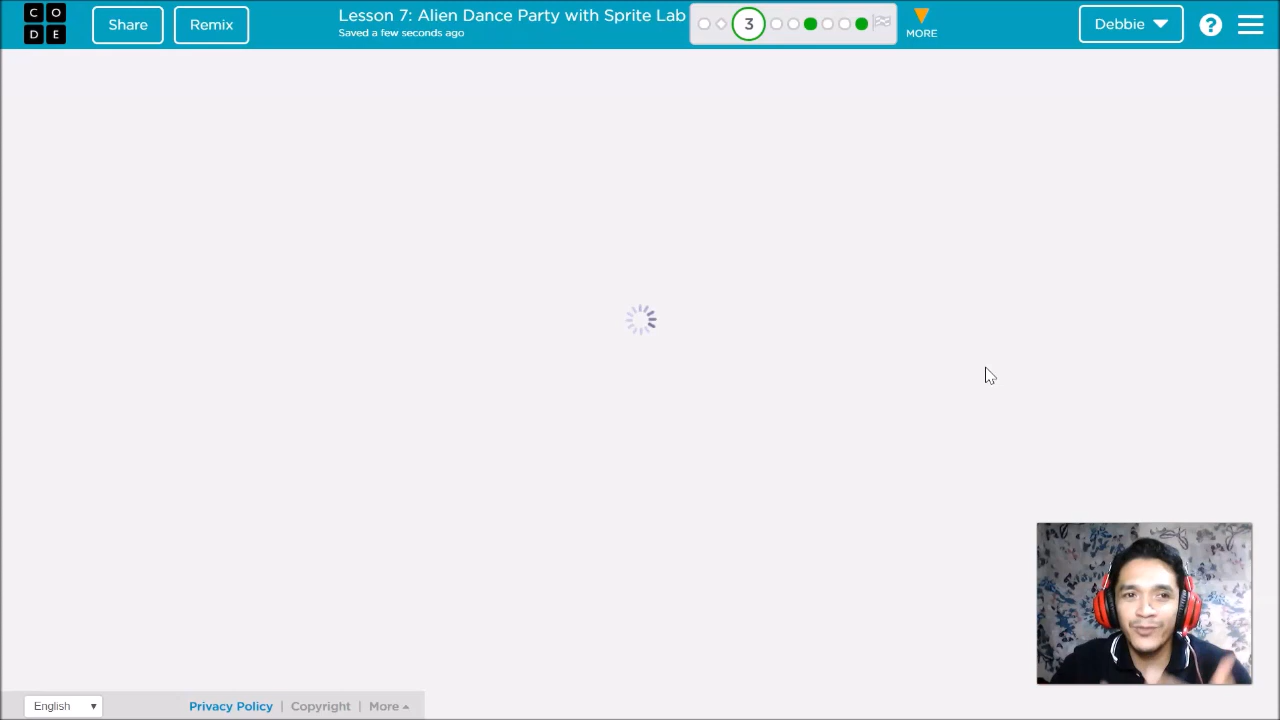 CODE
Share
Remix
Lesson 7: Alien Dance Party with Sprite Lab
Saved a few seconds ago
3
MORE
Debbie
?
English
Privacy Policy | Copyright | More